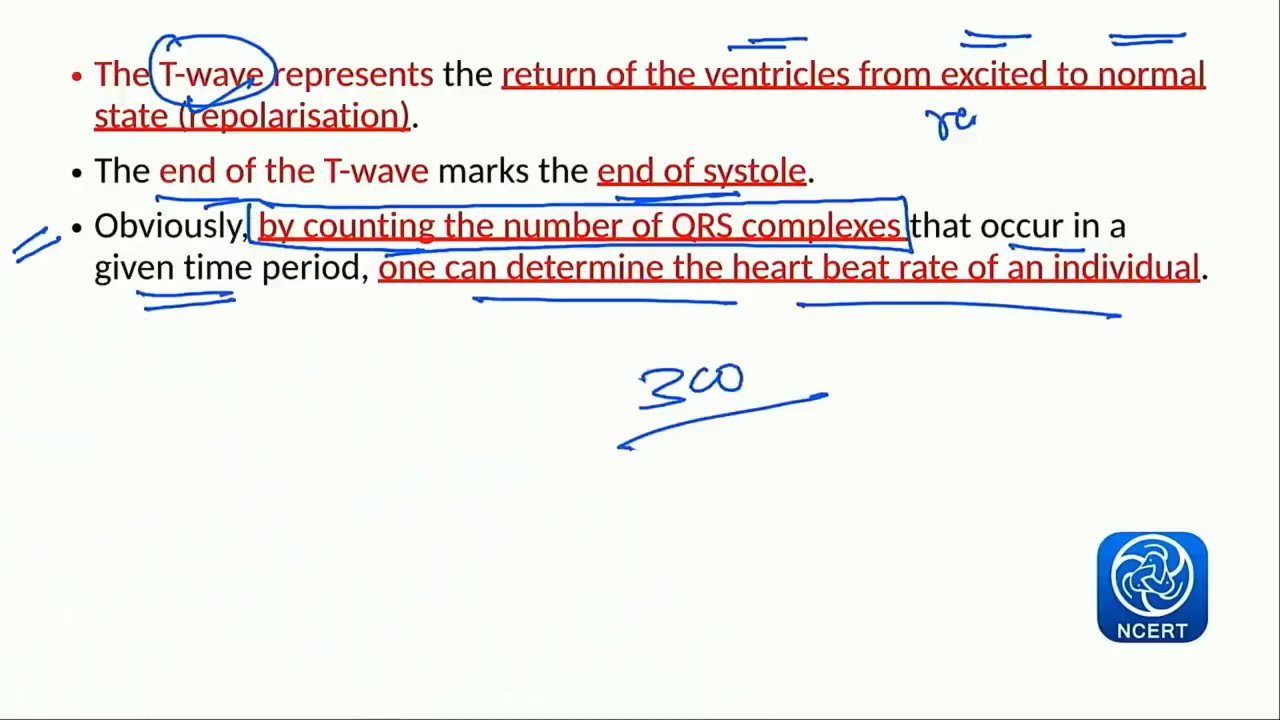 • The T-wave represents the return of the ventricles from excited to normal
state (repolarisation).
re
• The end of the T-wave marks the end of systole.
• Obviously, by counting the number of QRS complexes that occur in a
given time period, one can determine the heart beat rate of an individual.
300
NCERT